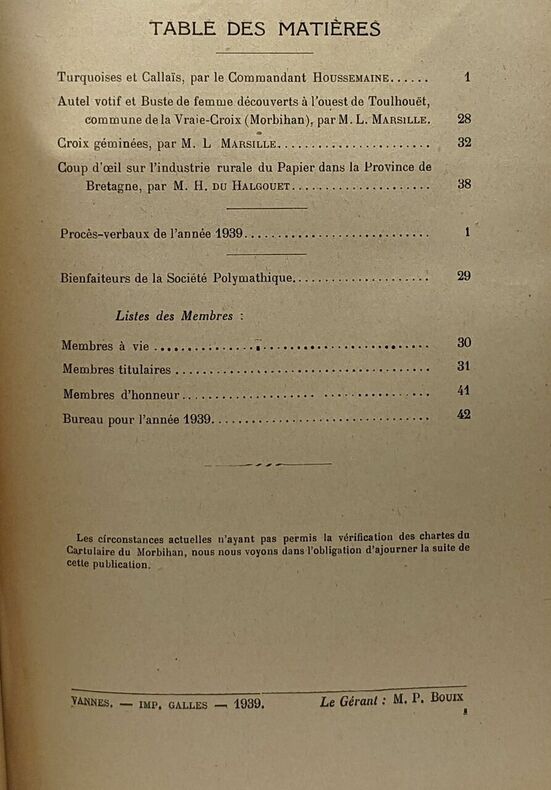 TABLE DES MATIÈRES
Turquoises et Callaïs, par le Commandant HOUSSEMAINE...... 1
Autel votif et Buste de femme découverts à l'ouest de Toulhouët,
commune de la Vraie-Croix (Morbihan), par M. L. MARSILLE. 28
Croix géminées, par M. L MARSILLE..................... 32
Coup d'œil sur l'industrie rurale du Papier dans la Province de
Bretagne, par M. H. DU HALGOUET.................... 38
Procès-verbaux de l'année 1939........................... 1
Bienfaiteurs de la Société Polymathique.................... 29
Listes des Membres :
Membres à vie ........................................ 30
Membres titulaires ..................................... 31
Membres d'honneur.................................... 41
Bureau pour l'année 1939................................ 42
Les circonstances actuelles n'ayant pas permis la vérification des chartes du
Cartulaire du Morbihan, nous nous voyons dans l'obligation d'ajourner la suite de
cette publication.
VANNES. — IMP. GALLES — 1939. Le Gérant : M. P. BOUIX